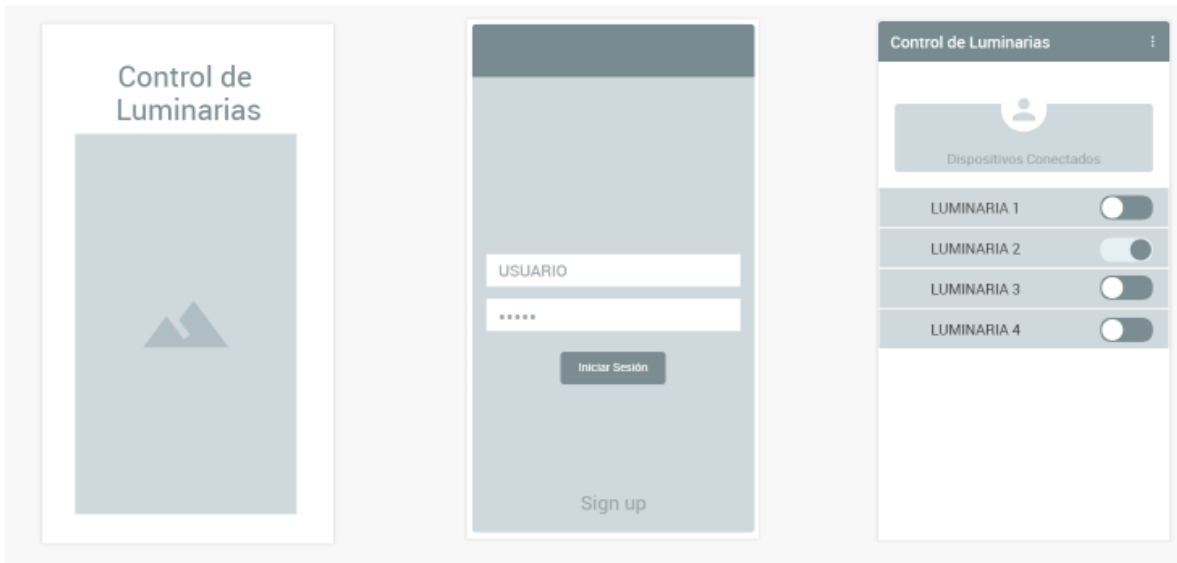 Control de
Luminarias
USUARIO
•••••
Iniciar Sesión
Sign up
Control de Luminarias
Dispositivos Conectados
LUMINARIA 1
LUMINARIA 2
LUMINARIA 3
LUMINARIA 4